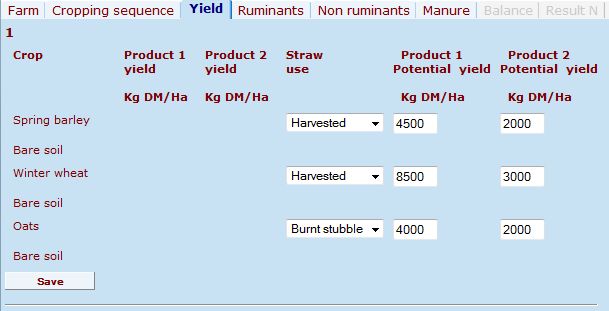 Farm Cropping sequence Yield Ruminants Non ruminants Manure Balance Result N
1
Crop Product 1 Product 2 Straw Product 1 Product 2
yield yield use Potential yield Potential yield
Kg DM/Ha Kg DM/Ha Kg DM/Ha Kg DM/Ha
Spring barley Harvested 4500 2000
Bare soil
Winter wheat Harvested 8500 3000
Bare soil
Oats Burnt stubble 4000 2000
Bare soil
Save